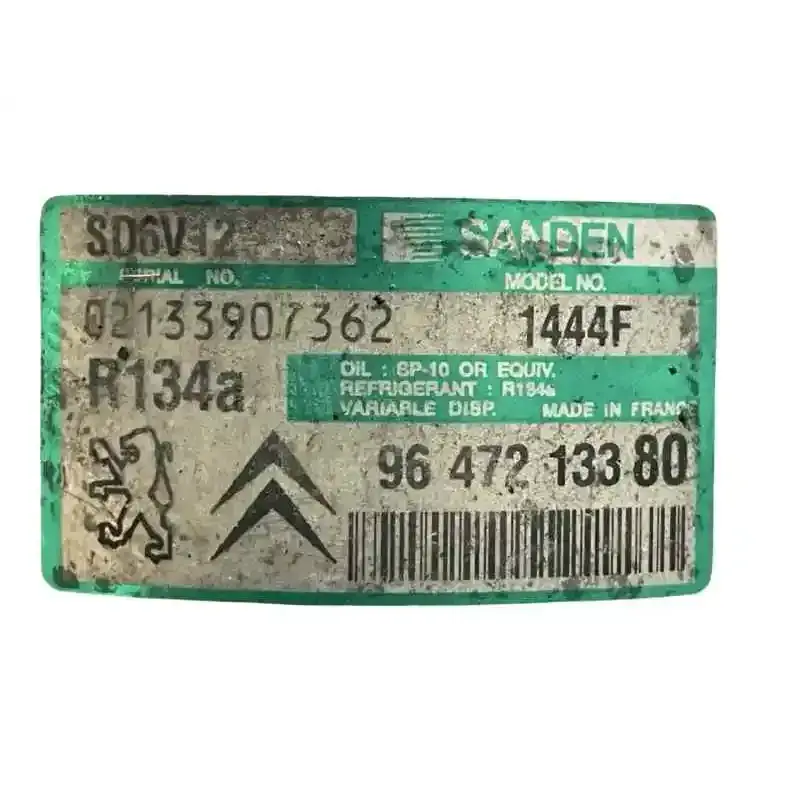 SD6V12 SANDEN
SERIAL NO. MODEL NO.
02133907362 1444F
R134a OIL : SP-10 OR EQUIV.
REFRIGERANT : R134a
VARIABLE DISP. MADE IN FRANCE
96 472 133 80